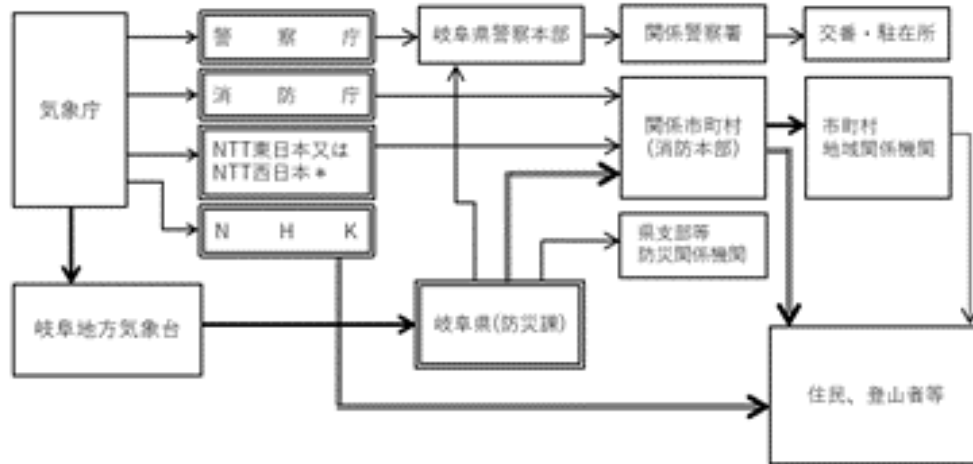 警察庁
岐阜県警察本部
関係警察署
交番・駐在所
気象庁
消防庁
関係市町村
(消防本部)
市町村
地域関係機関
NTT東日本又は
NTT西日本*
NHK
県支部等
防災関係機関
岐阜地方気象台
岐阜県(防災課)
住民、登山者等